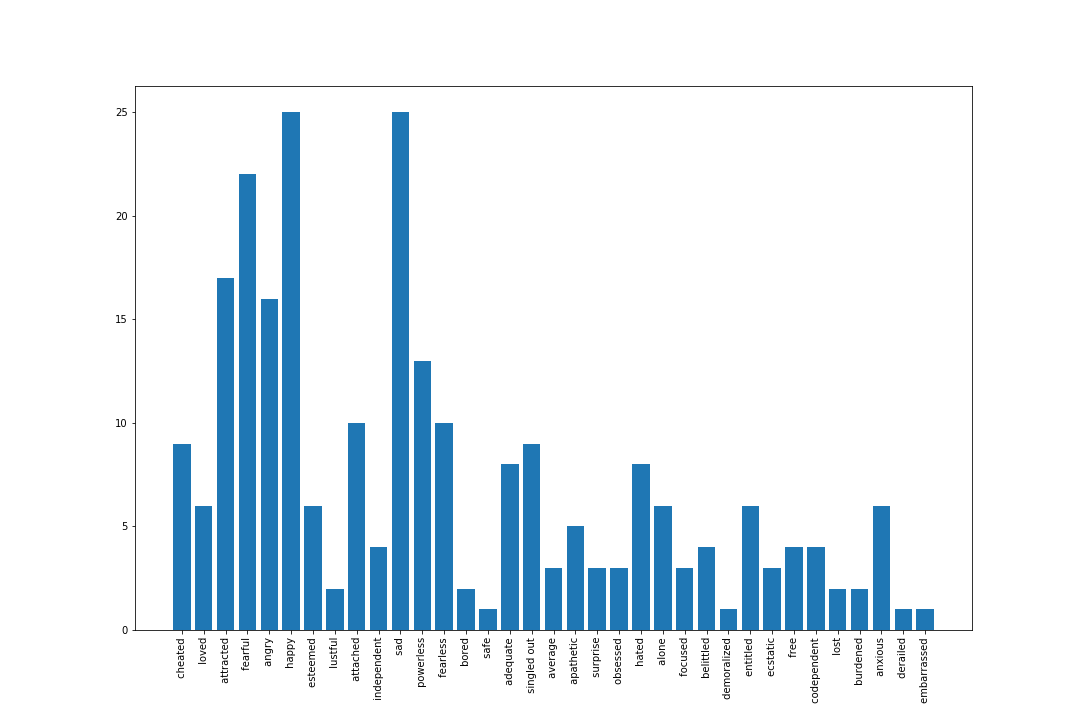 25
20
15
10
5
0
cheated
loved
attracted
fearful
angry
happy
esteemed
lustful
attached
independent
sad
powerless
fearless
bored
safe
adequate
singled out
average
apathetic
surprise
obsessed
hated
alone
focused
belittled
demoralized
entitled
ecstatic
free
codependent
lost
burdened
anxious
derailed
embarrassed